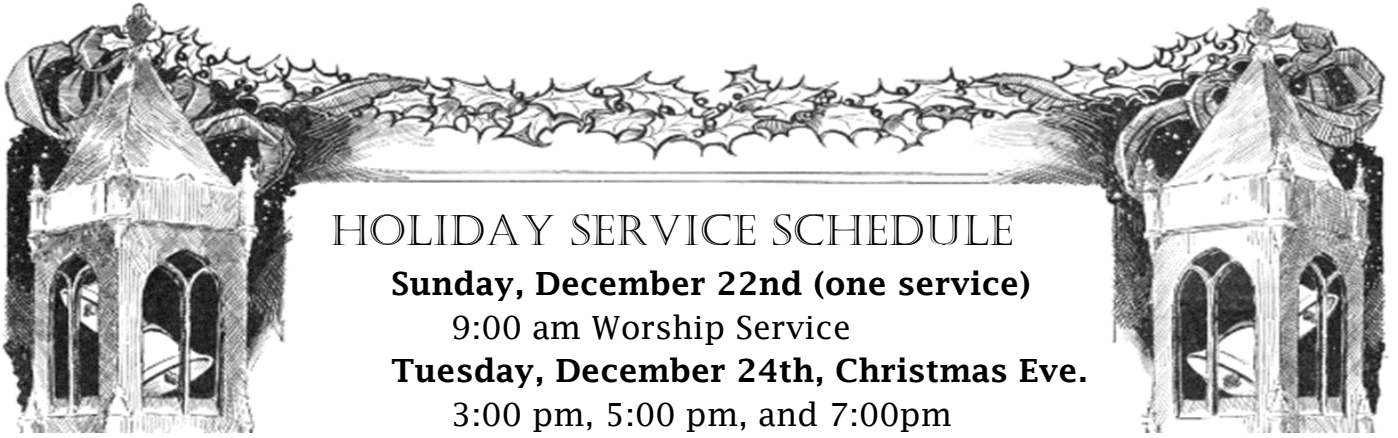 HOLIDAY SERVICE SCHEDULE
Sunday, December 22nd (one service)
9:00 am Worship Service
Tuesday, December 24th, Christmas Eve.
3:00 pm, 5:00 pm, and 7:00pm